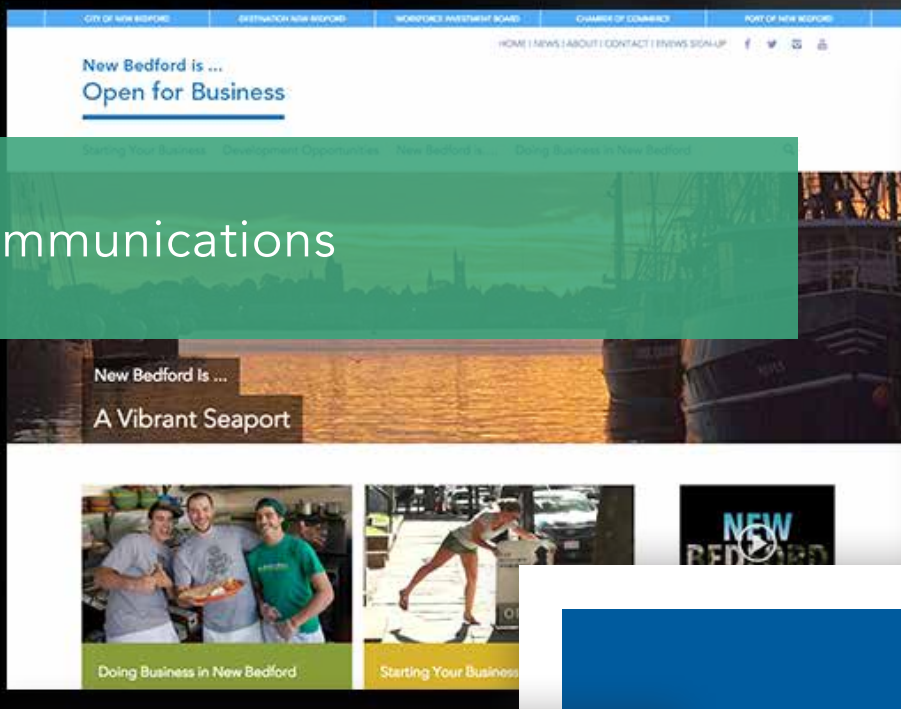 CITY OF NEW BEDFORD DESTINATION NEW BEDFORD WORKFORCE INVESTMENT BOARD CHAMBER OF COMMERCE PORT OF NEW BEDFORD
HOME | NEWS | ABOUT | CONTACT | ENEWS SIGN-UP
New Bedford is ...
Open for Business
Starting Your Business Development Opportunities New Bedford is ... Doing Business in New Bedford
mmunications
New Bedford Is ...
A Vibrant Seaport
NEW
BEDFORD
Doing Business in New Bedford
Starting Your Business